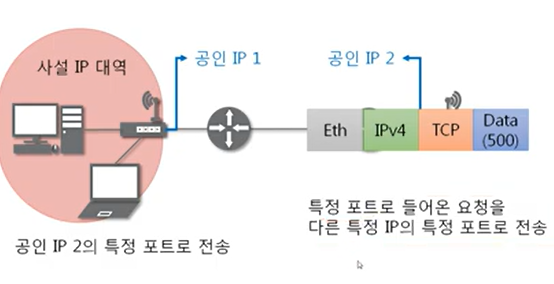 사설 IP 대역
공인 IP 1
공인 IP 2
Eth
IPv4
TCP
Data
(500)
특정 포트로 들어온 요청을
다른 특정 IP의 특정 포트로 전송
공인 IP 2의 특정 포트로 전송